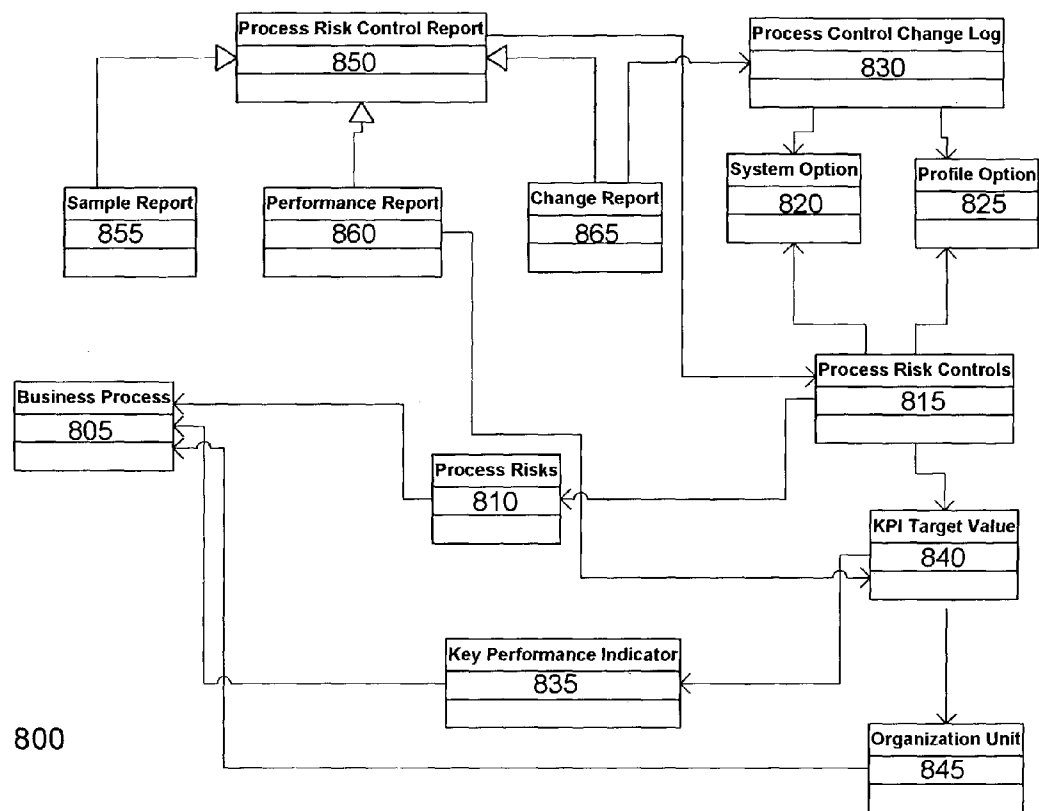 Process Risk Control Report
850
Process Control Change Log
830
System Option
820
Profile Option
825
Sample Report
855
Performance Report
860
Change Report
865
Process Risk Controls
815
Business Process
805
Process Risks
810
KPI Target Value
840
Key Performance Indicator
835
800
Organization Unit
845